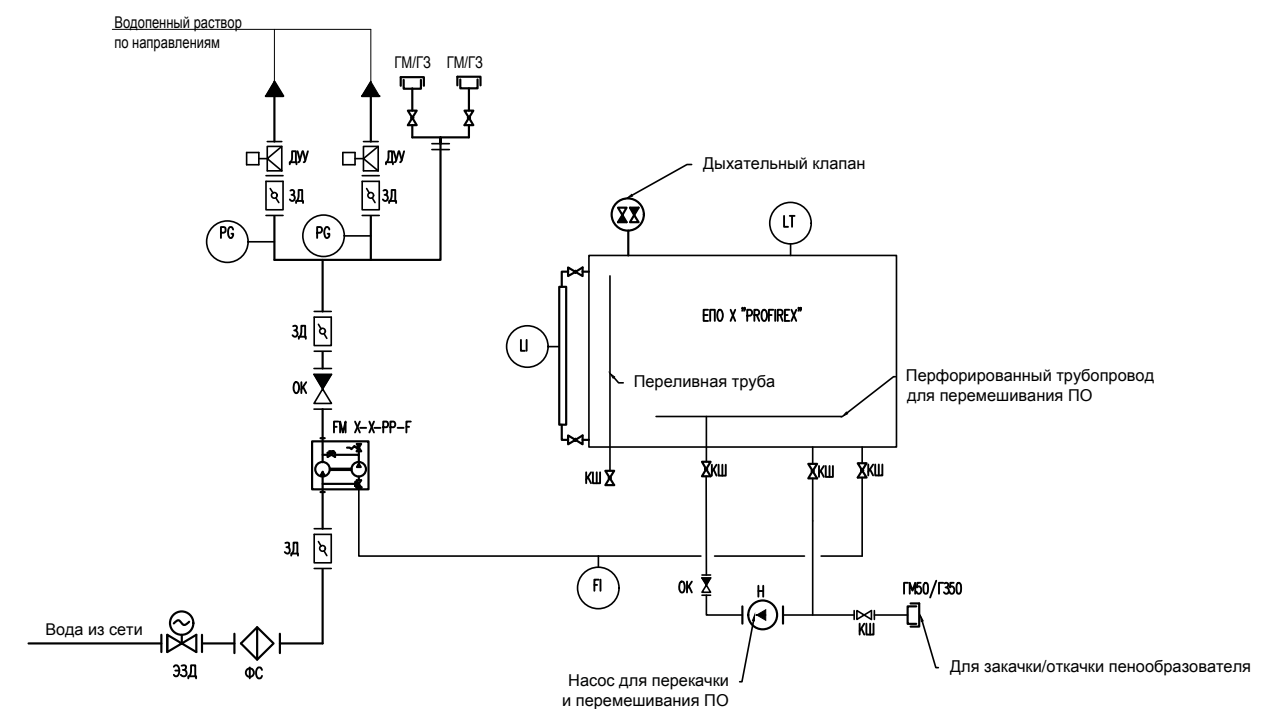 Водопенный раствор
по направлениям
ГМ/ГЗ
ГМ/ГЗ
ДУУ
ДУУ
ЗД
ЗД
PG
PG
Дыхательный клапан
LT
ЕПО X "PROFIREX"
LI
ЗД
ОК
Переливная труба
Перфорированный трубопровод
для перемешивания ПО
FM X-X-PP-F
КШ
КШ
КШ
КШ
ЗД
FI
ОК
Н
ГМ50/ГЗ50
КШ
Вода из сети
ЭЗД
ФС
Для закачки/откачки пенообразователя
Насос для перекачки
и перемешивания ПО